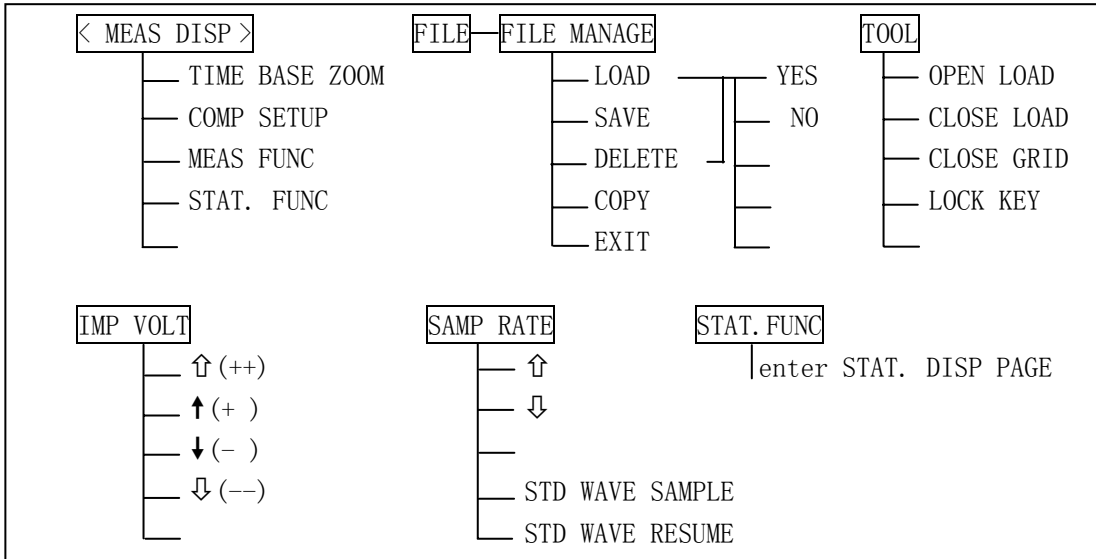 < MEAS DISP > FILE FILE MANAGE TOOL
TIME BASE ZOOM LOAD YES OPEN LOAD
COMP SETUP SAVE NO CLOSE LOAD
MEAS FUNC DELETE CLOSE GRID
STAT. FUNC COPY LOCK KEY
EXIT
IMP VOLT SAMP RATE STAT.FUNC
⇧(++) ⇧ enter STAT. DISP PAGE
↑(+ ) ⇩
↓(- )
⇩(--) STD WAVE SAMPLE
STD WAVE RESUME